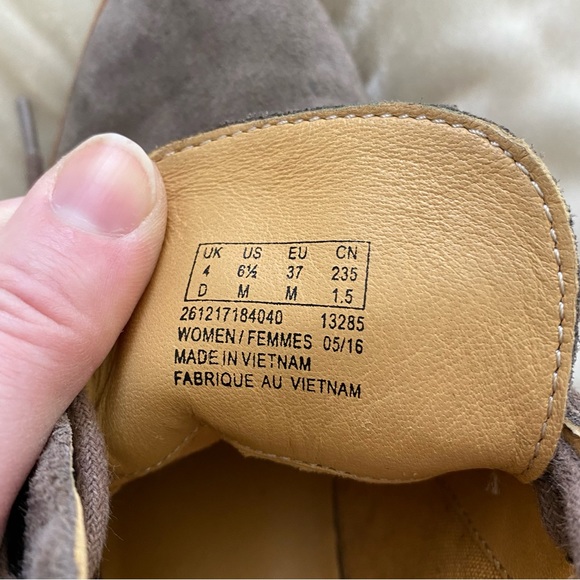 UK US EU CN
4 6½ 37 235
D M M 1.5
261217184040 13285
WOMEN/FEMMES 05/16
MADE IN VIETNAM
FABRIQUE AU VIETNAM